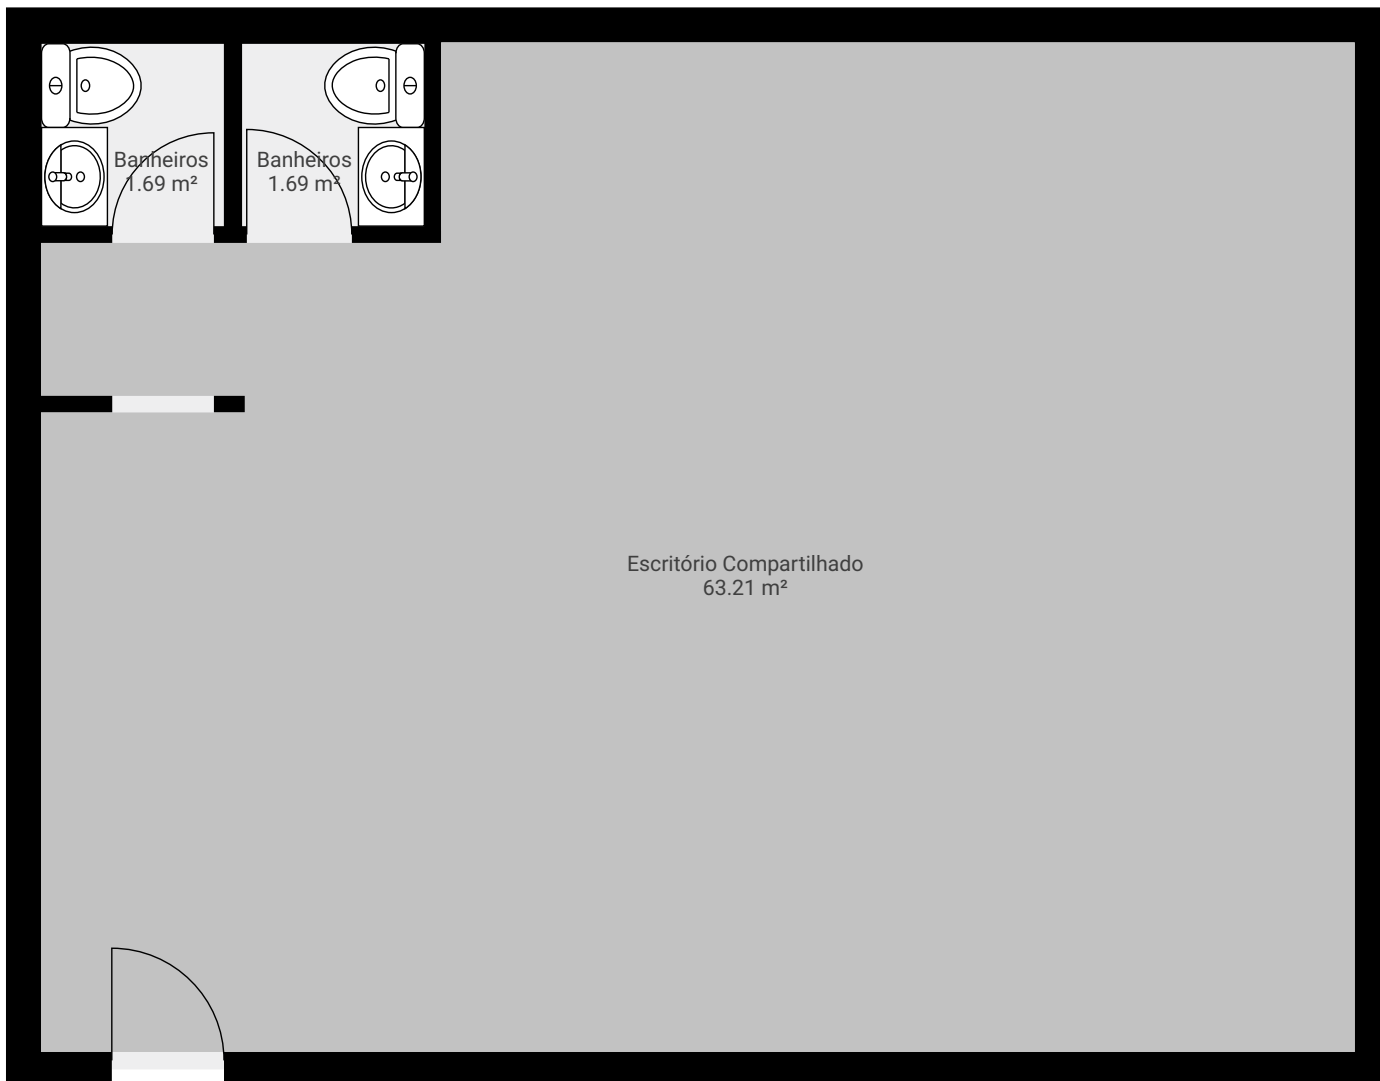 Banheiros
1.69 m²
Banheiros
1.69 m²
Escritório Compartilhado
63.21 m²